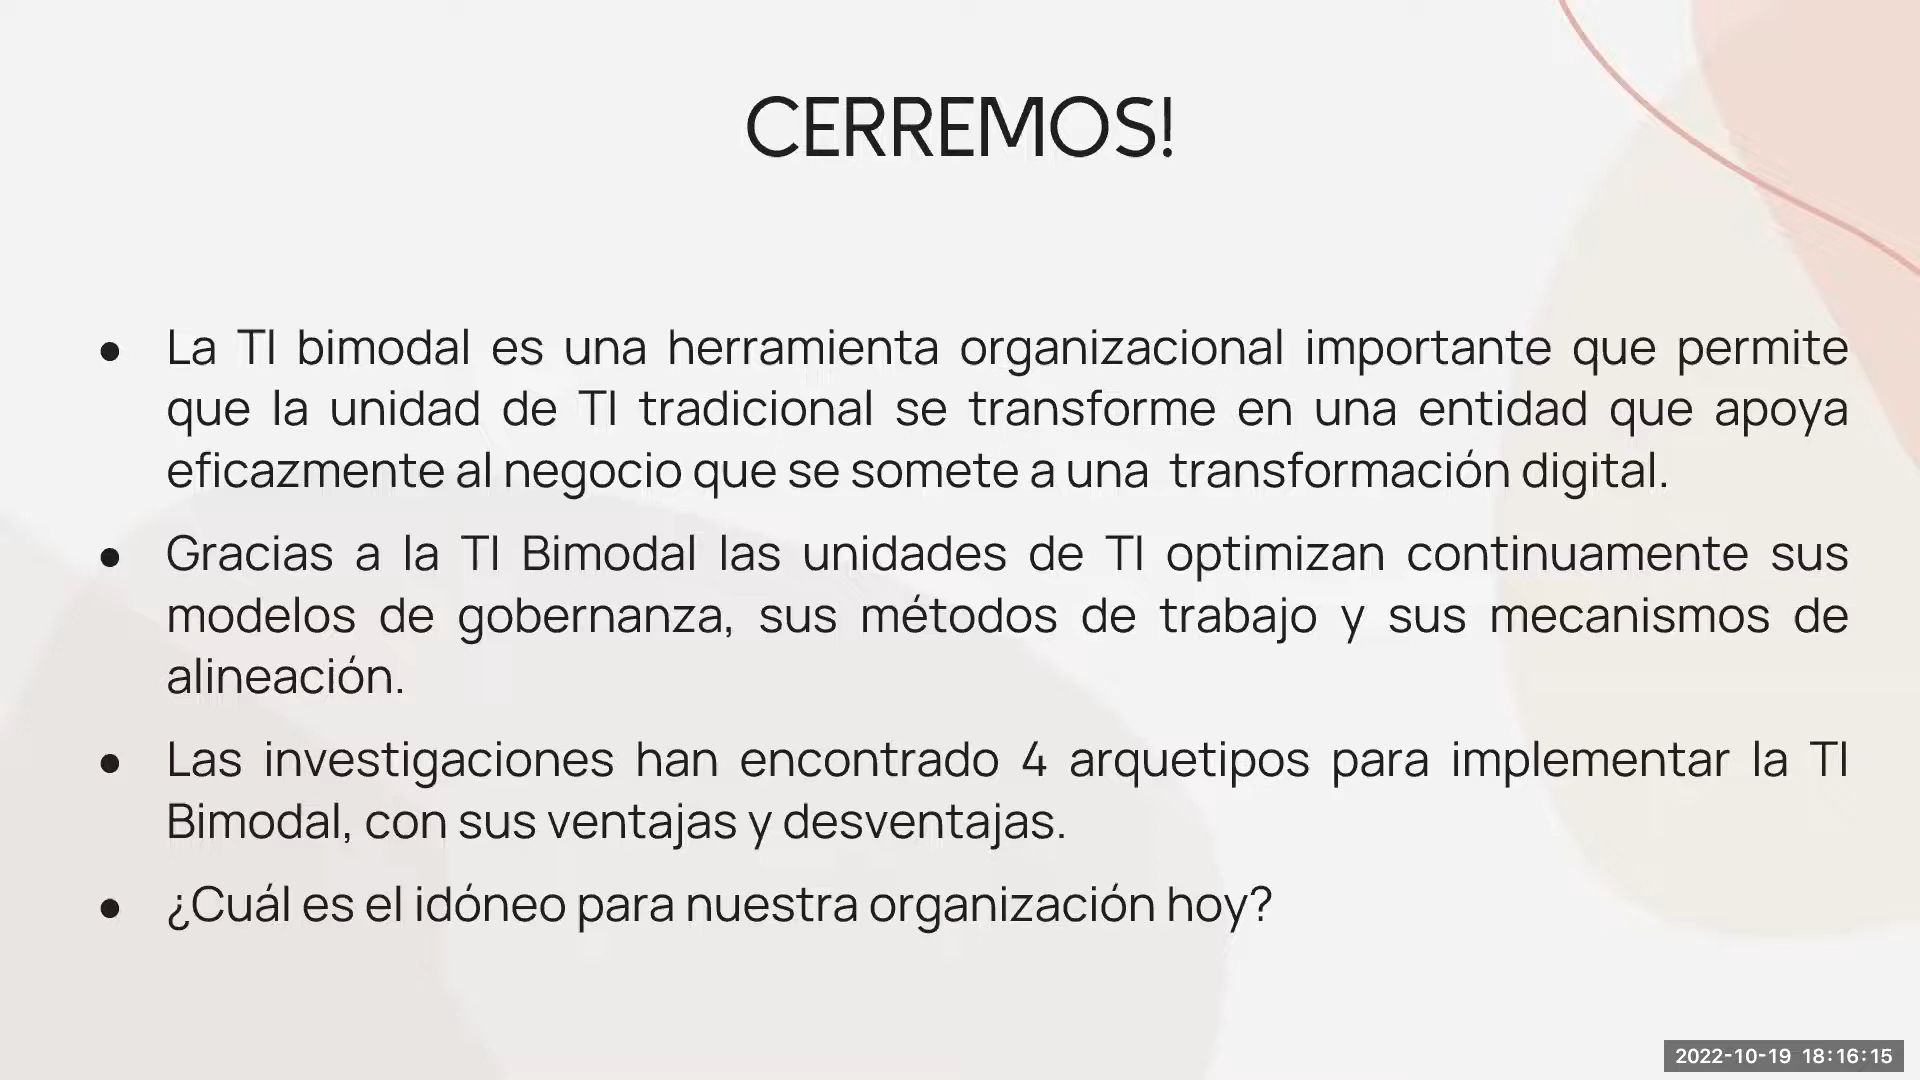 CERREMOS!
● La TI bimodal es una herramienta organizacional importante que permite
que la unidad de TI tradicional se transforme en una entidad que apoya
eficazmente al negocio que se somete a una  transformación digital.
● Gracias a la TI Bimodal las unidades de TI optimizan continuamente sus
modelos de gobernanza, sus métodos de trabajo y sus mecanismos de
alineación.
● Las investigaciones han encontrado 4 arquetipos para implementar la TI
Bimodal, con sus ventajas y desventajas.
● ¿Cuál es el idóneo para nuestra organización hoy?
2022-10-19 18:16:15